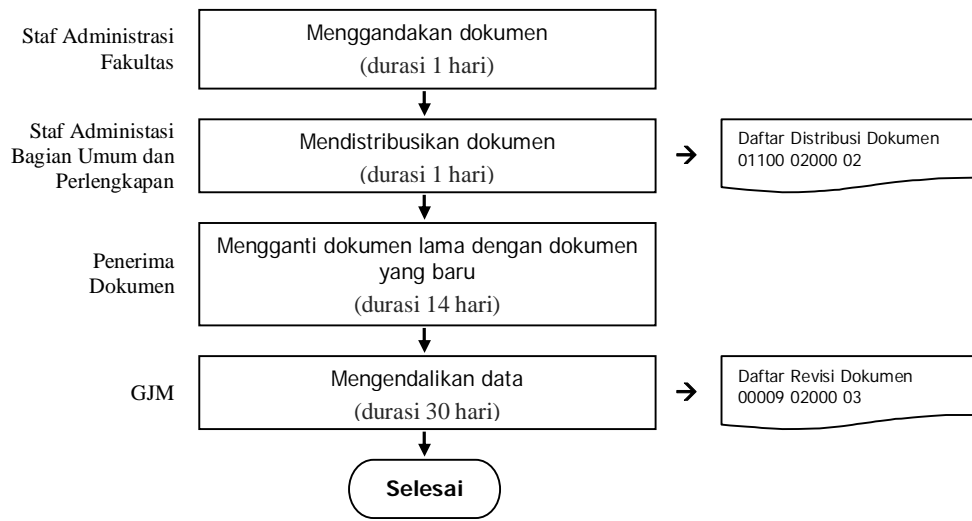 Staf Administrasi
Fakultas
Menggandakan dokumen
(durasi 1 hari)
Staf Administasi
Bagian Umum dan
Perlengkapan
Mendistribusikan dokumen
(durasi 1 hari)
Daftar Distribusi Dokumen
01100 02000 02
Penerima
Dokumen
Mengganti dokumen lama dengan dokumen
yang baru
(durasi 14 hari)
GJM
Mengendalikan data
(durasi 30 hari)
Daftar Revisi Dokumen
00009 02000 03
Selesai